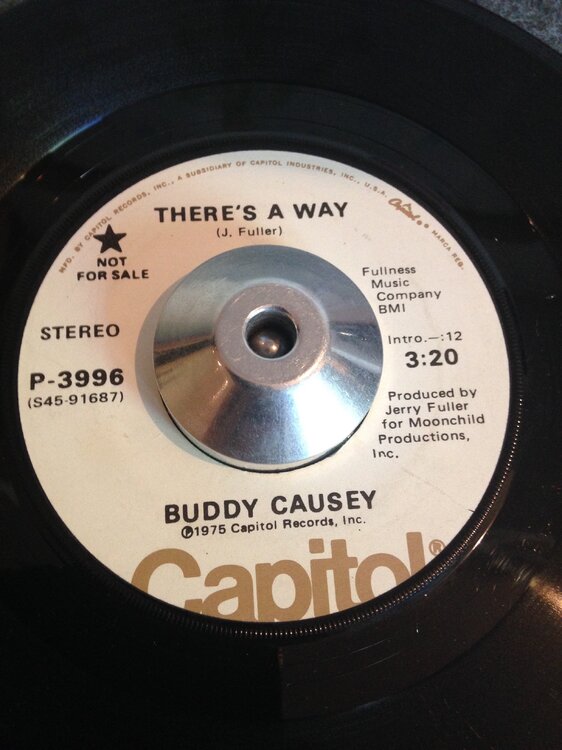 MFD. BY CAPITOL RECORDS, INC., A SUBSIDIARY OF CAPITOL INDUSTRIES, INC., U.S.A. Capitol ® MARCA REG.
THERE'S A WAY
(J. Fuller)
★
NOT
FOR SALE
Fullness
Music
Company
BMI
STEREO
Intro.—:12
3:20
P-3996
(S45-91687)
Produced by
Jerry Fuller
for Moonchild
Productions,
Inc.
BUDDY CAUSEY
Ⓟ1975 Capitol Records, Inc.
Capitol®